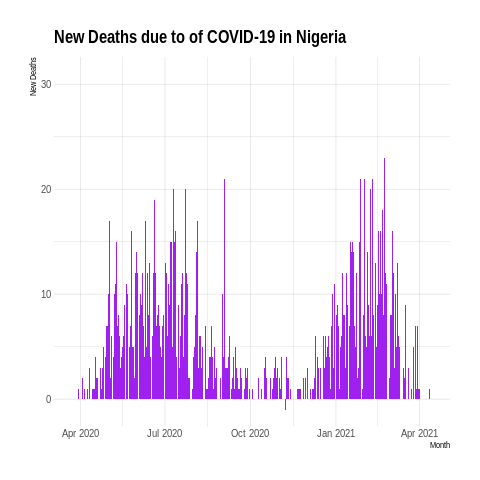 New Deaths due to of COVID-19 in Nigeria
New Deaths
30
20
10
0
Apr 2020 Jul 2020 Oct 2020 Jan 2021 Apr 2021
Month